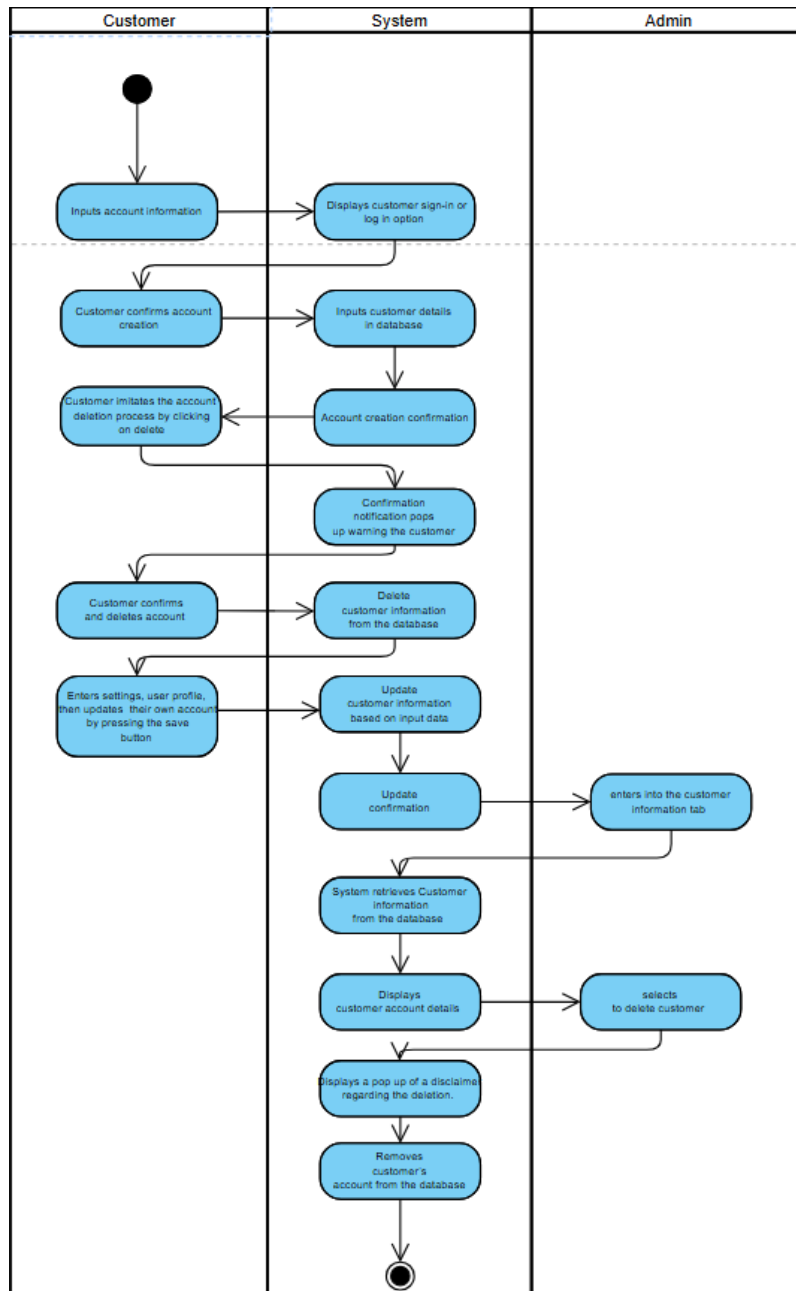 Customer
System
Admin
Inputs account information
Displays customer sign-in or
log in option
Customer confirms account
creation
Inputs customer details
in database
Customer imitates the account
deletion process by clicking
on delete
Account creation confirmation
Confirmation
notification pops
up warning the customer
Customer confirms
and deletes account
Delete
customer information
from the database
Enters settings, user profile,
then updates their own account
by pressing the save
button
Update
customer information
based on input data
Update
confirmation
enters into the customer
information tab
System retrieves Customer
information
from the database
Displays
customer account details
selects
to delete customer
Displays a pop up of a disclaimer
regarding the deletion.
Removes
customer's
account from the database